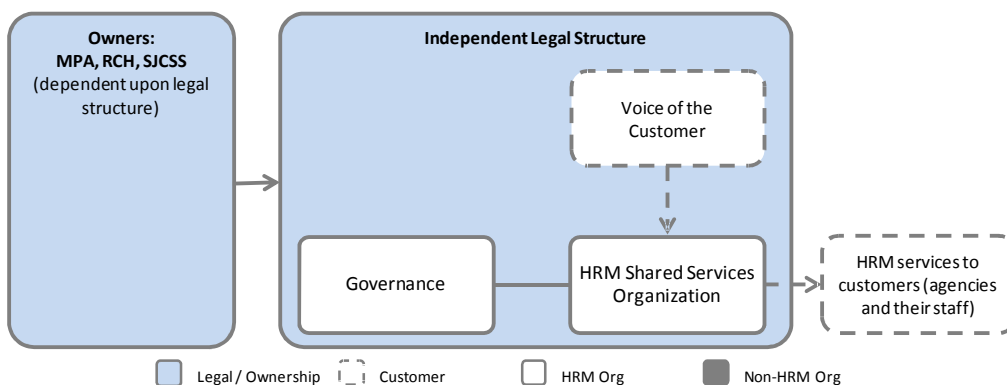 Owners:
MPA, RCH, SJCSS
(dependent upon legal
structure)
Independent Legal Structure
Voice of the
Customer
Governance
HRM Shared Services
Organization
HRM services to
customers (agencies
and their staff)
Legal / Ownership
Customer
HRM Org
Non-HRM Org